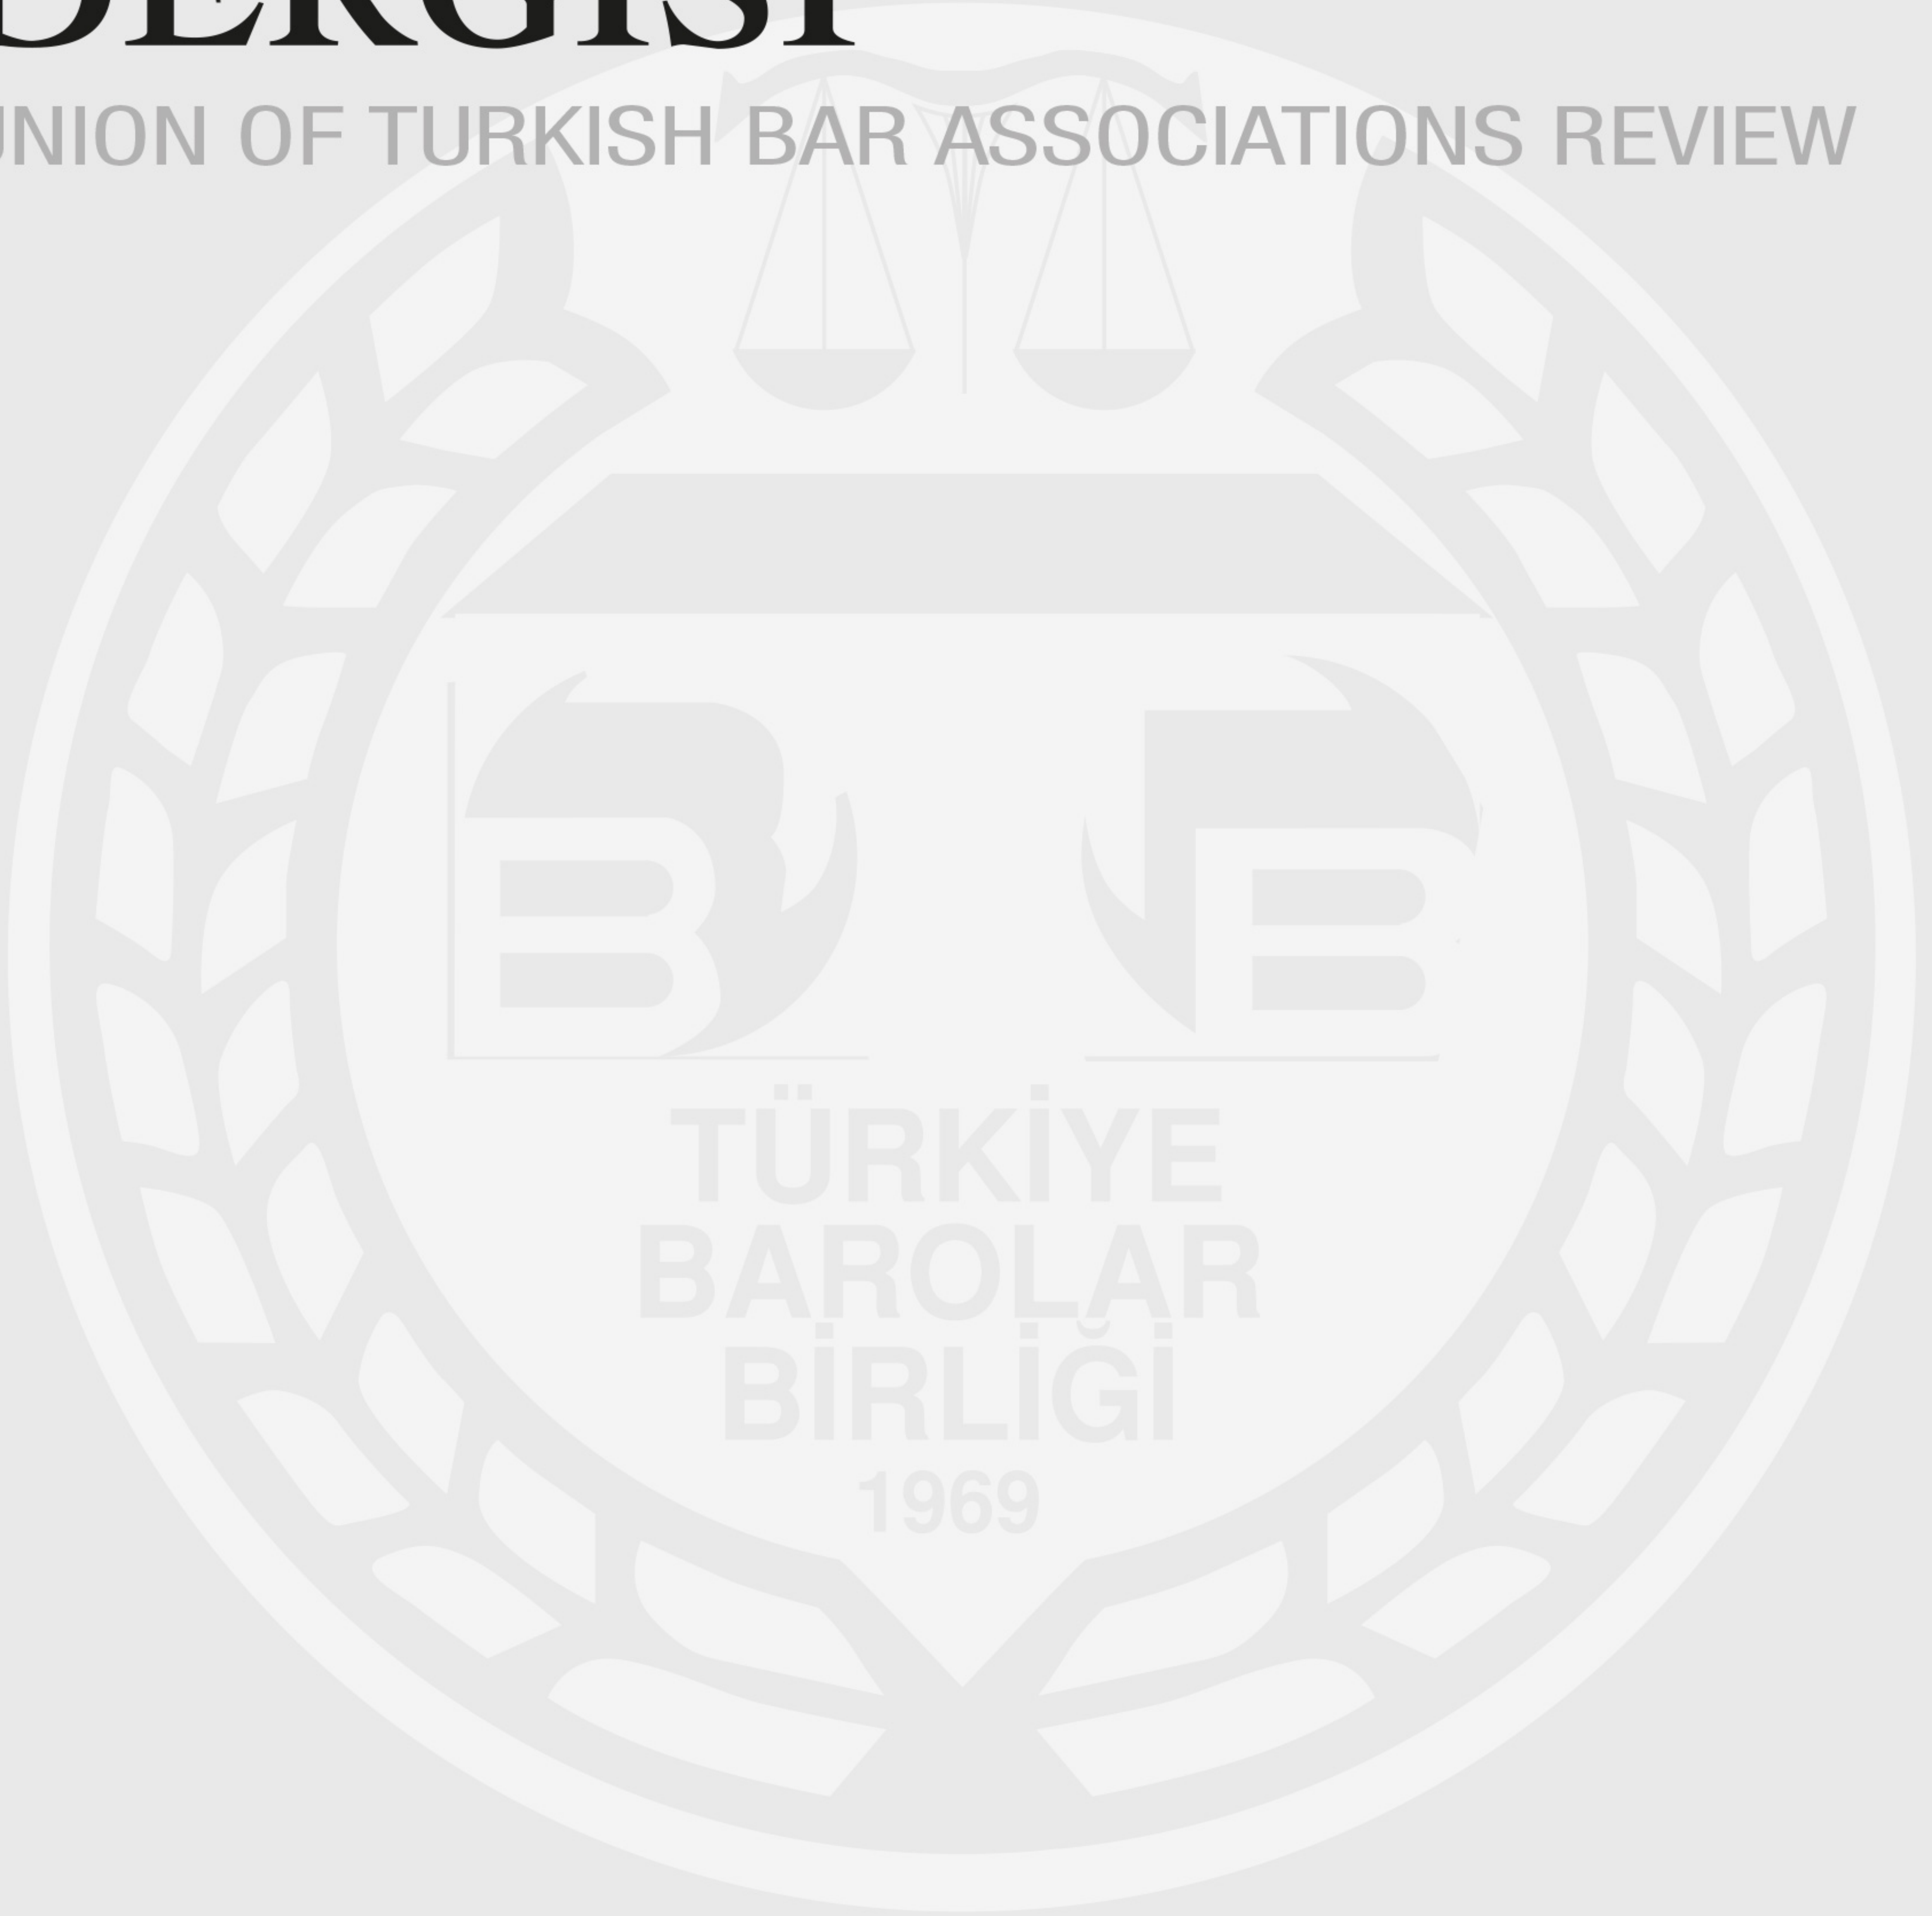 DERGİSİ
UNION OF TURKISH BAR ASSOCIATIONS REVIEW
TÜRKİYE
BAROLAR
BİRLİĞİ
1969